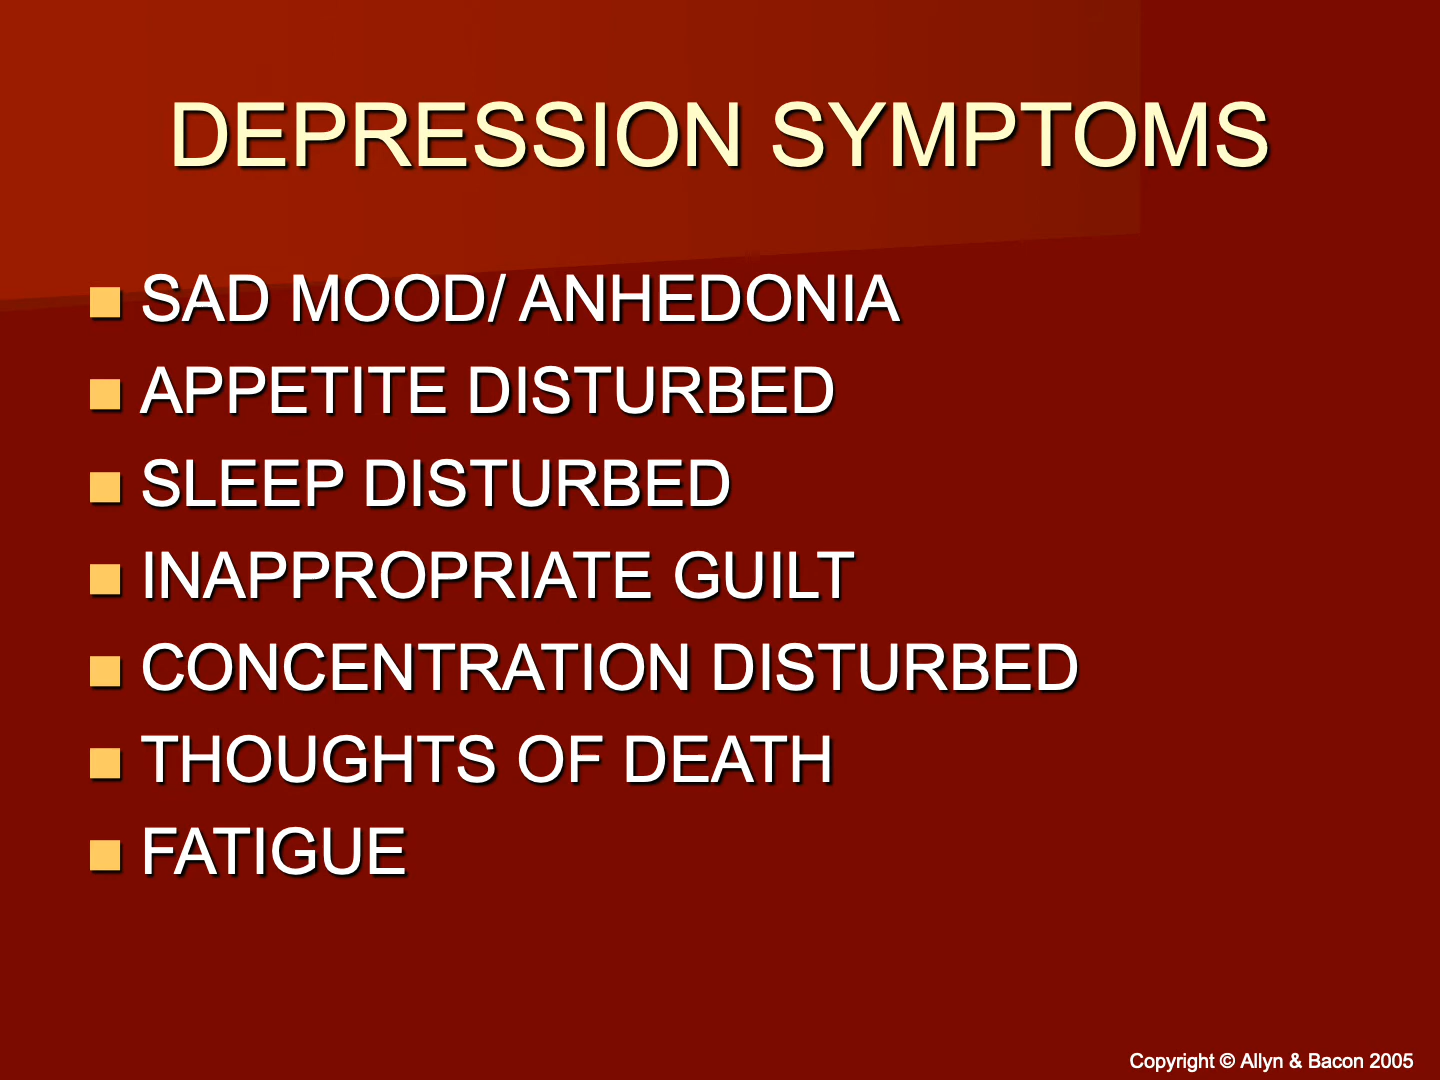 DEPRESSION SYMPTOMS
SAD MOOD/ ANHEDONIA
APPETITE DISTURBED
SLEEP DISTURBED
INAPPROPRIATE GUILT
CONCENTRATION DISTURBED
THOUGHTS OF DEATH
FATIGUE
Copyright © Allyn & Bacon 2005